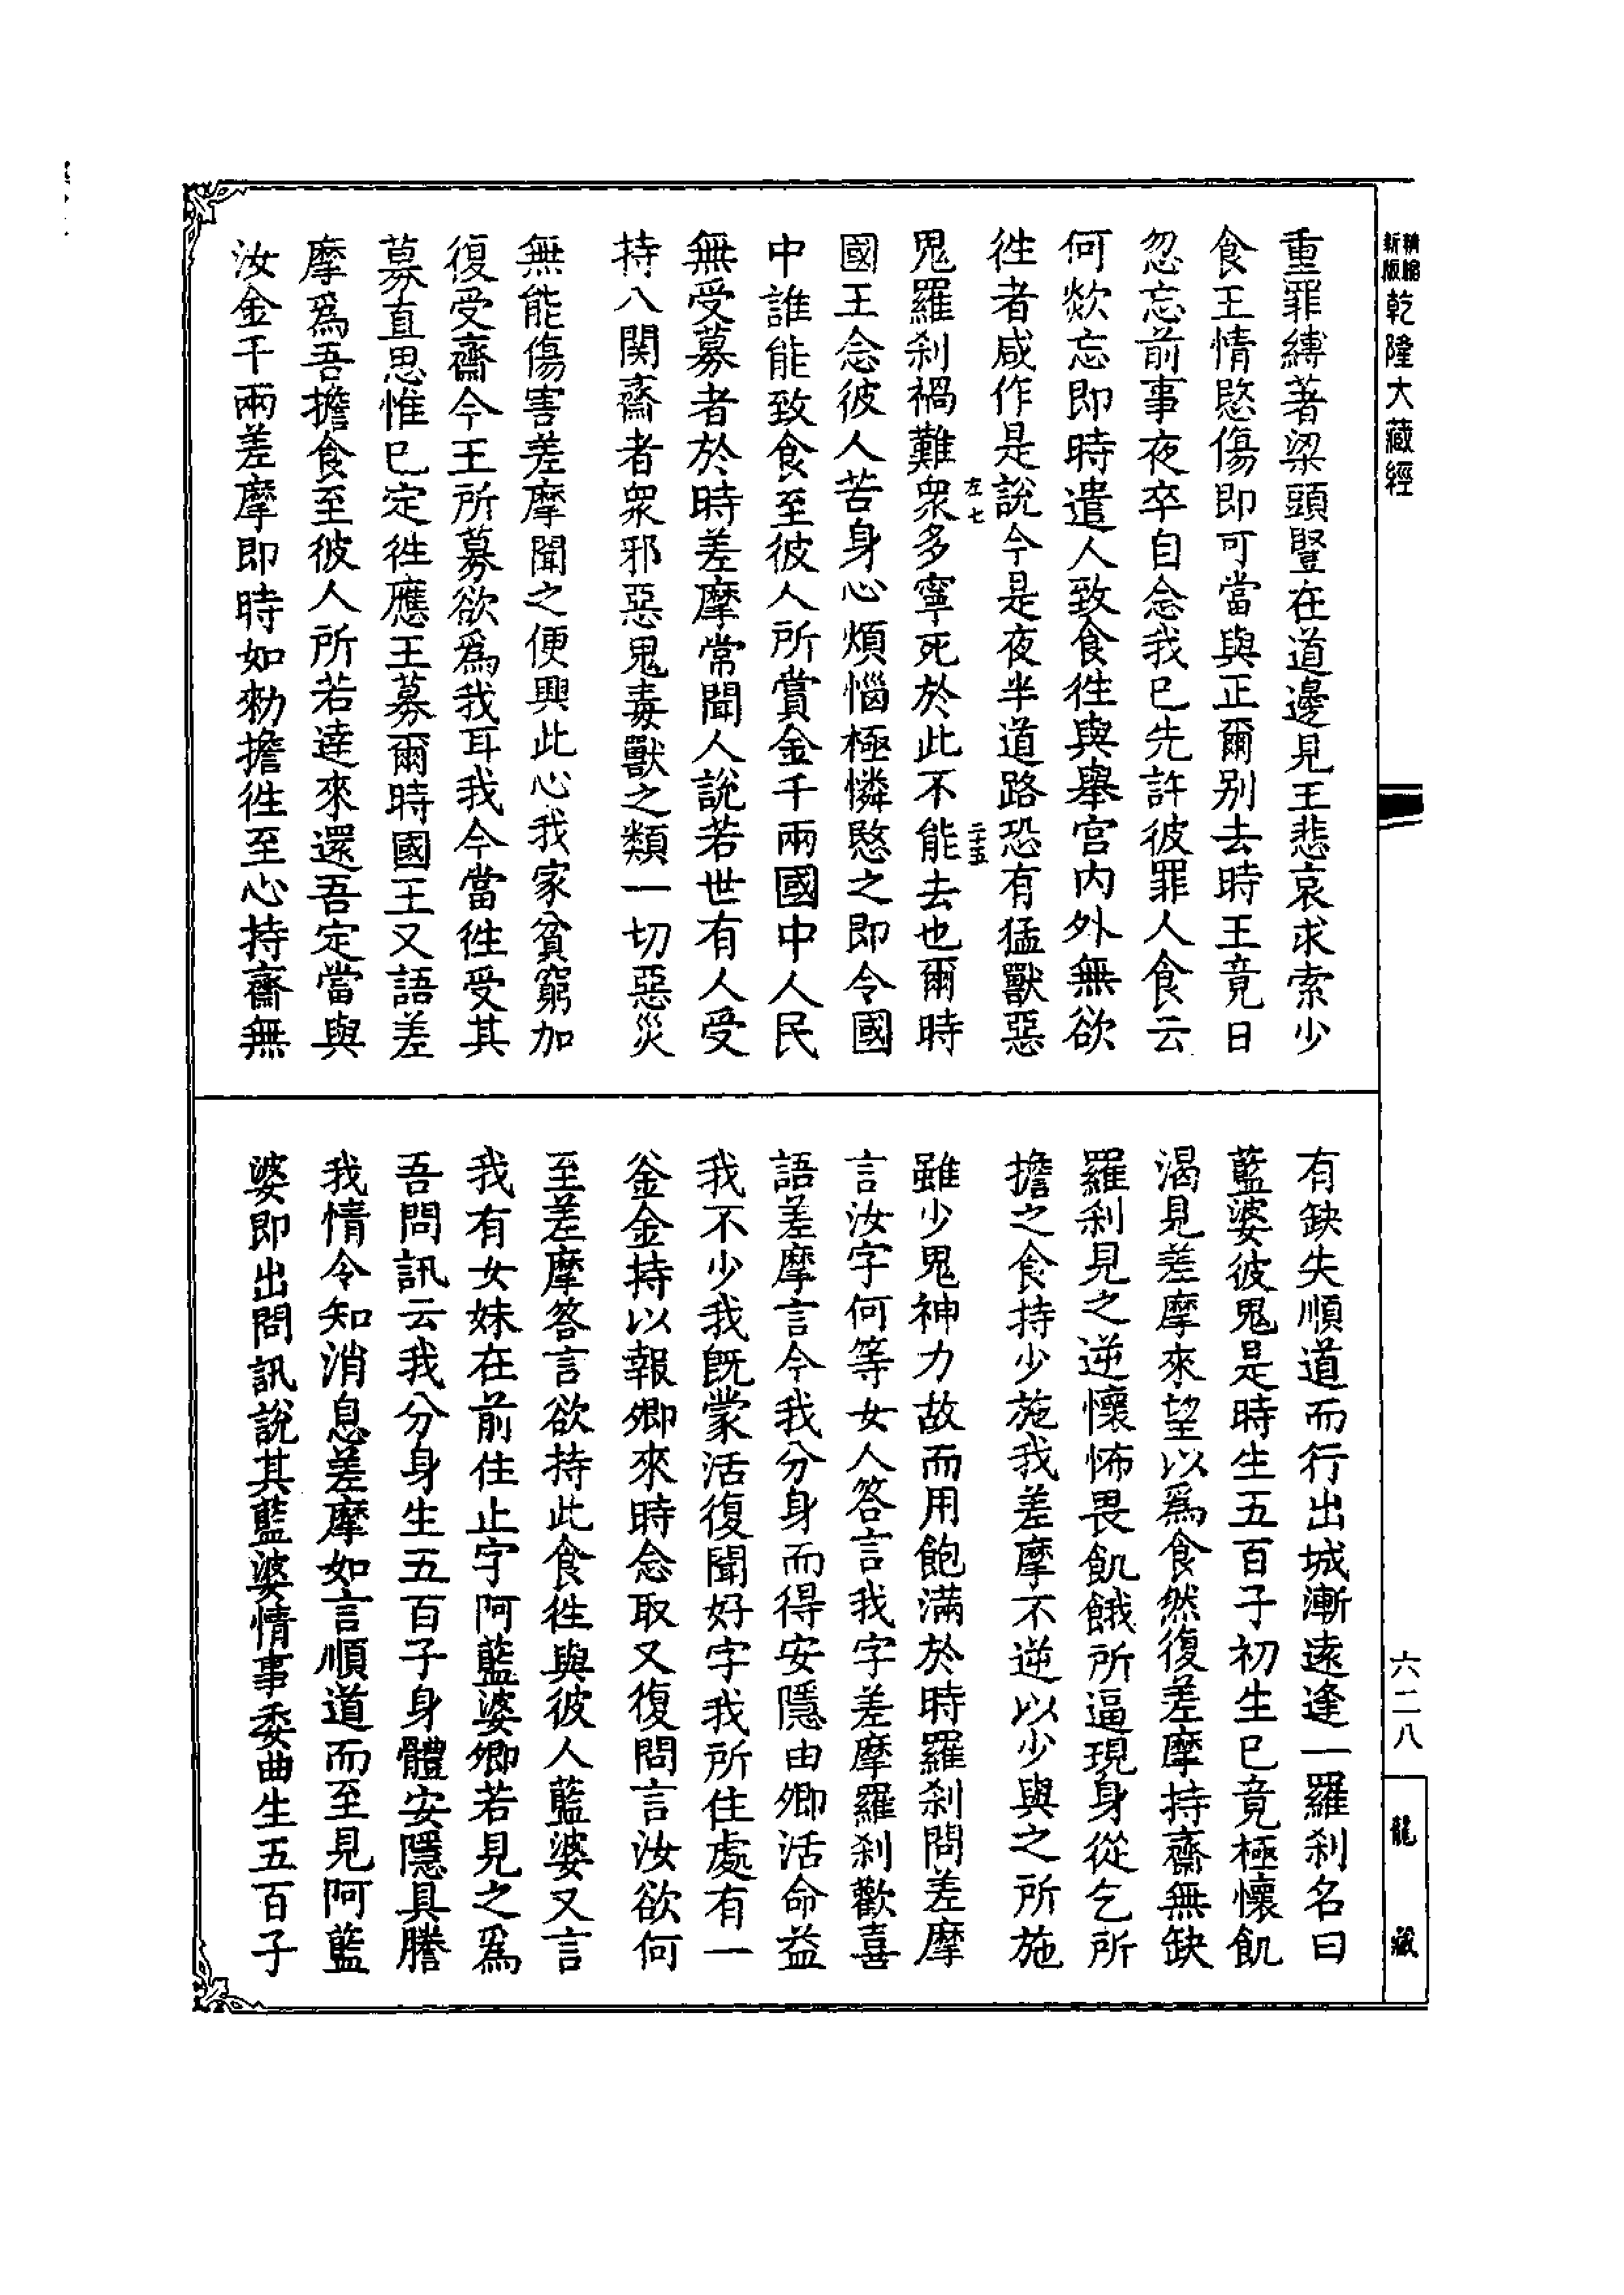 新縮
版縮
乾隆大藏經
重罪縛著梁頭豎在道邊見王悲哀求索少
食王情愍傷即可當與正爾別去時王竟日
忽忘前事夜卒自念我已先許彼罪人食云
何欻忘即時遣人致食徃與舉宫內外無欲
徃者咸作是說今是夜半道路恐有猛獸惡
左七
二十五
鬼羅刹禍難衆多寧死於此不能去也爾時
國王念彼人苦身心煩惱極憐愍之即令國
中誰能致食至彼人所賞金千兩國中人民
無受募者於時差摩常聞人說若世有人受
持八関齋者衆邪惡鬼毒獸之類一切惡災
無能傷害差摩聞之便興此心我家貧窮加
復受齋今王所募欲爲我耳我今當徃受其
募直思惟已定徃應王募爾時國王又語差
摩爲吾擔食至彼人所若達來還吾定當與
汝金千兩差摩即時如勑擔徃至心持齋無
有缺失順道而行出城漸遠逢一羅刹名曰
藍婆彼鬼是時生五百子初生已竟極懷飢
渴見差摩來望以爲食然復差摩持齋無缺
羅刹見之逆懷怖畏飢餓所逼現身從乞所
擔之食持少施我差摩不逆以少與之所施
雖少鬼神力故而用飽滿於時羅刹問差摩
言汝字何等女人答言我字差摩羅刹歡喜
語差摩言今我分身而得安隱由卿活命益
我不少我既蒙活復聞好字我所住處有一
釜金持以報卿來時念取又復問言汝欲何
至差摩答言欲持此食徃與彼人藍婆又言
我有女妹在前住止字阿藍婆卿若見之爲
吾問訊云我分身生五百子身體安隱具騰
我情令知消息差摩如言順道而至見阿藍
婆即出問訊說其藍婆情事委曲生五百子
六二八
龍藏